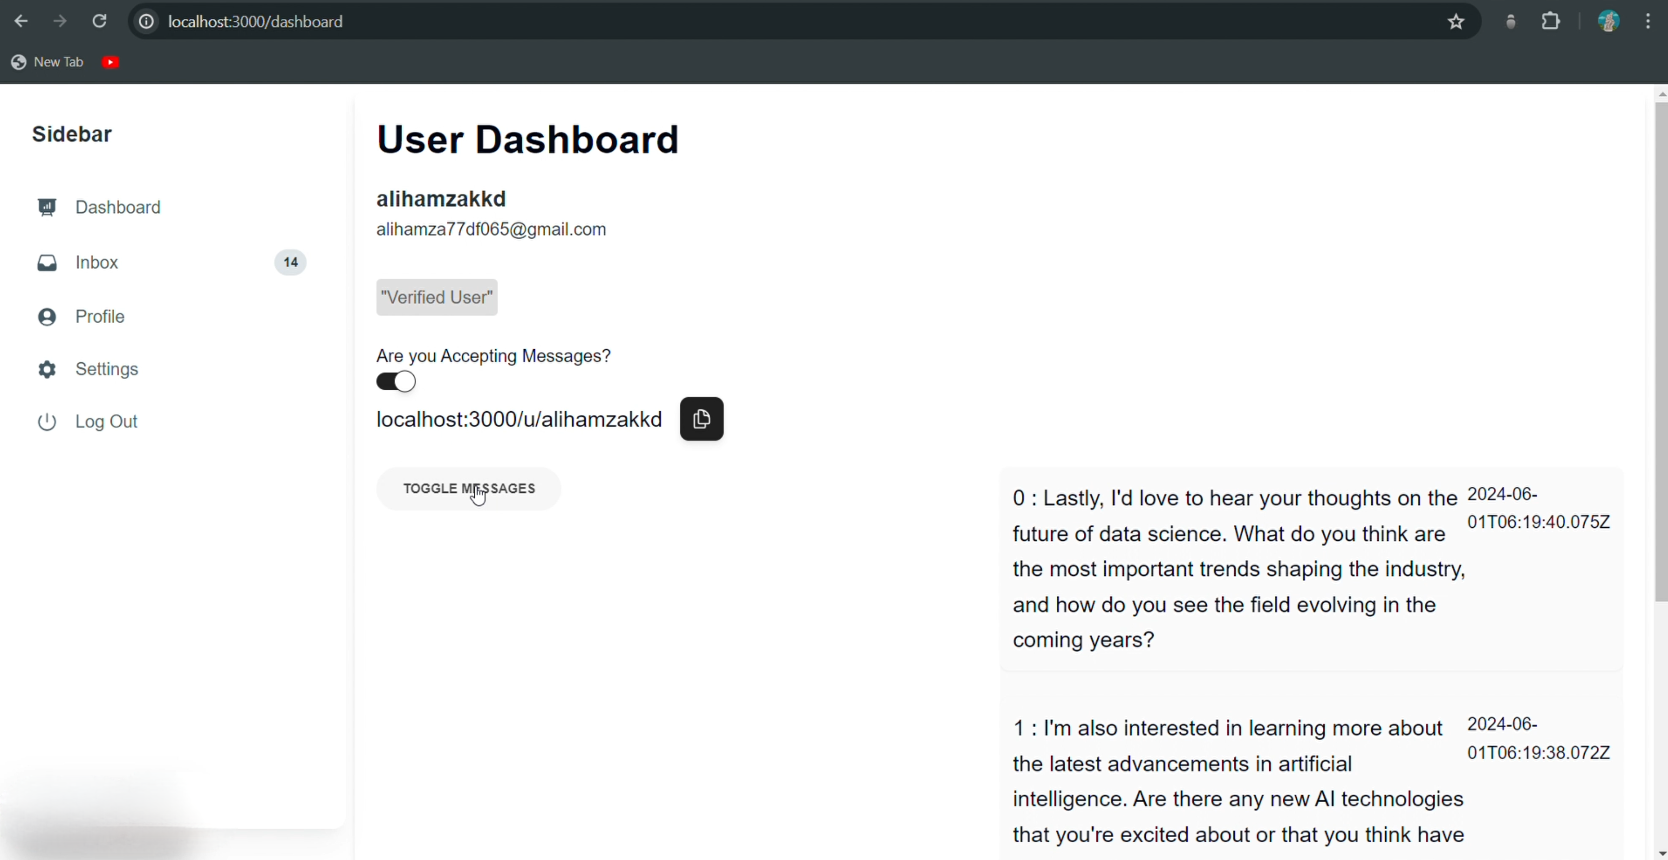 localhost:3000/dashboard
New Tab
Sidebar
Dashboard
Inbox 14
Profile
Settings
Log Out
User Dashboard
alihamzakkd
alihamza77df065@gmail.com
"Verified User"
Are you Accepting Messages?
localhost:3000/u/alihamzakkd
TOGGLE MESSAGES
0 : Lastly, I'd love to hear your thoughts on the
future of data science. What do you think are
the most important trends shaping the industry,
and how do you see the field evolving in the
coming years?
2024-06-
01T06:19:40.075Z
1 : I'm also interested in learning more about
the latest advancements in artificial
intelligence. Are there any new AI technologies
that you're excited about or that you think have
2024-06-
01T06:19:38.072Z